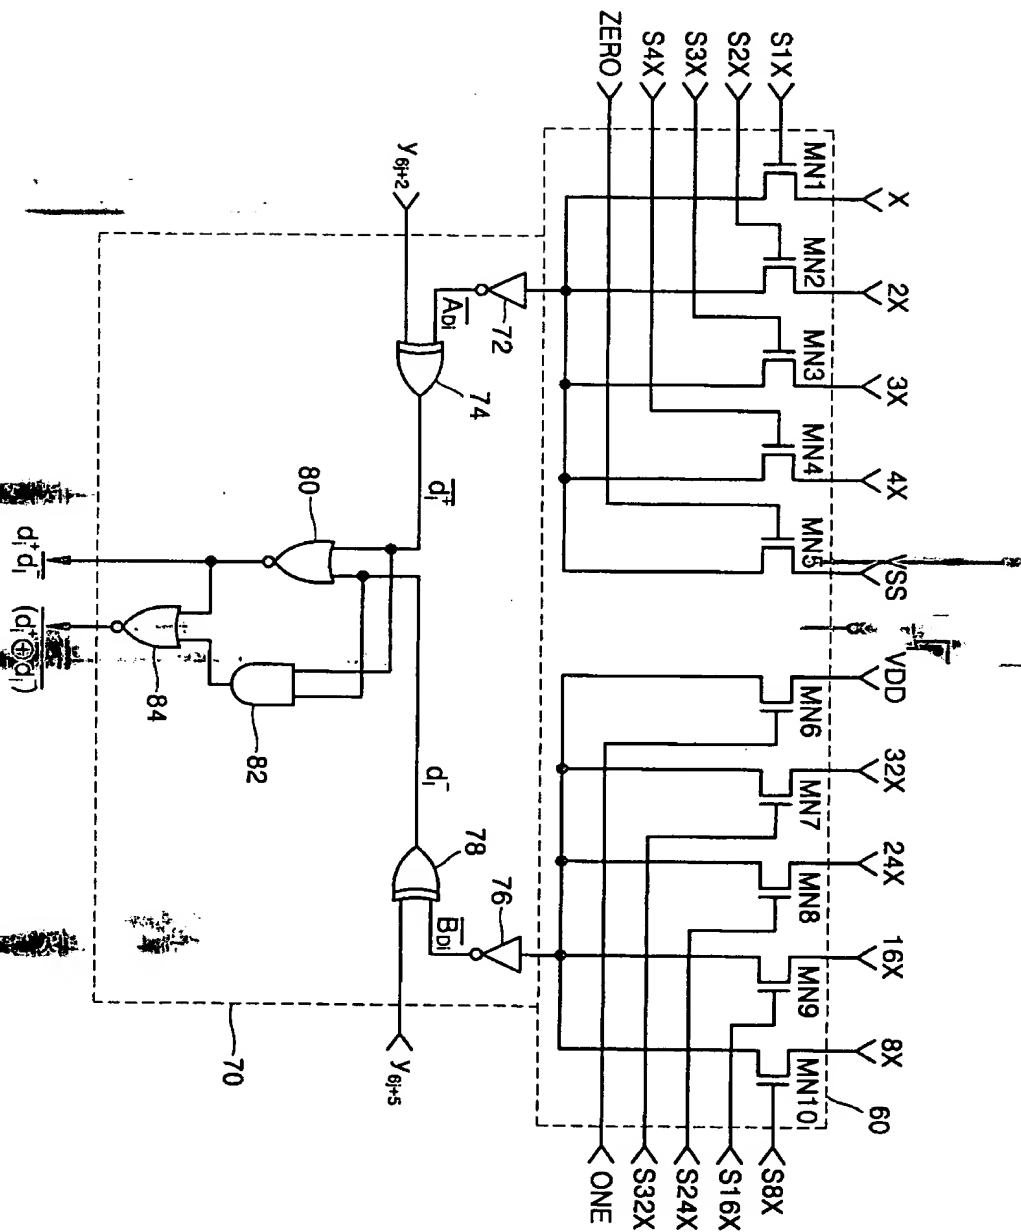 X
2X
3X
4X
SS
VDD
32X
24X
16X
8X
MN1
MN2
MN3
MN4
MN5
MN6
MN7
MN8
MN9
MN10
60
S1X
S2X
S3X
S4X
ZERO
S8X
S16X
S24X
S32X
ONE
72
76
A̅D̅i̅
B̅D̅i̅
y6j+2
y6j+5
74
78
d̅i̅⁺̅
di⁻
80
82
84
70
d̅i̅⁺̅d̅i̅⁻̅
(̅d̅i̅⁺̅⊕̅d̅i̅⁻̅)̅